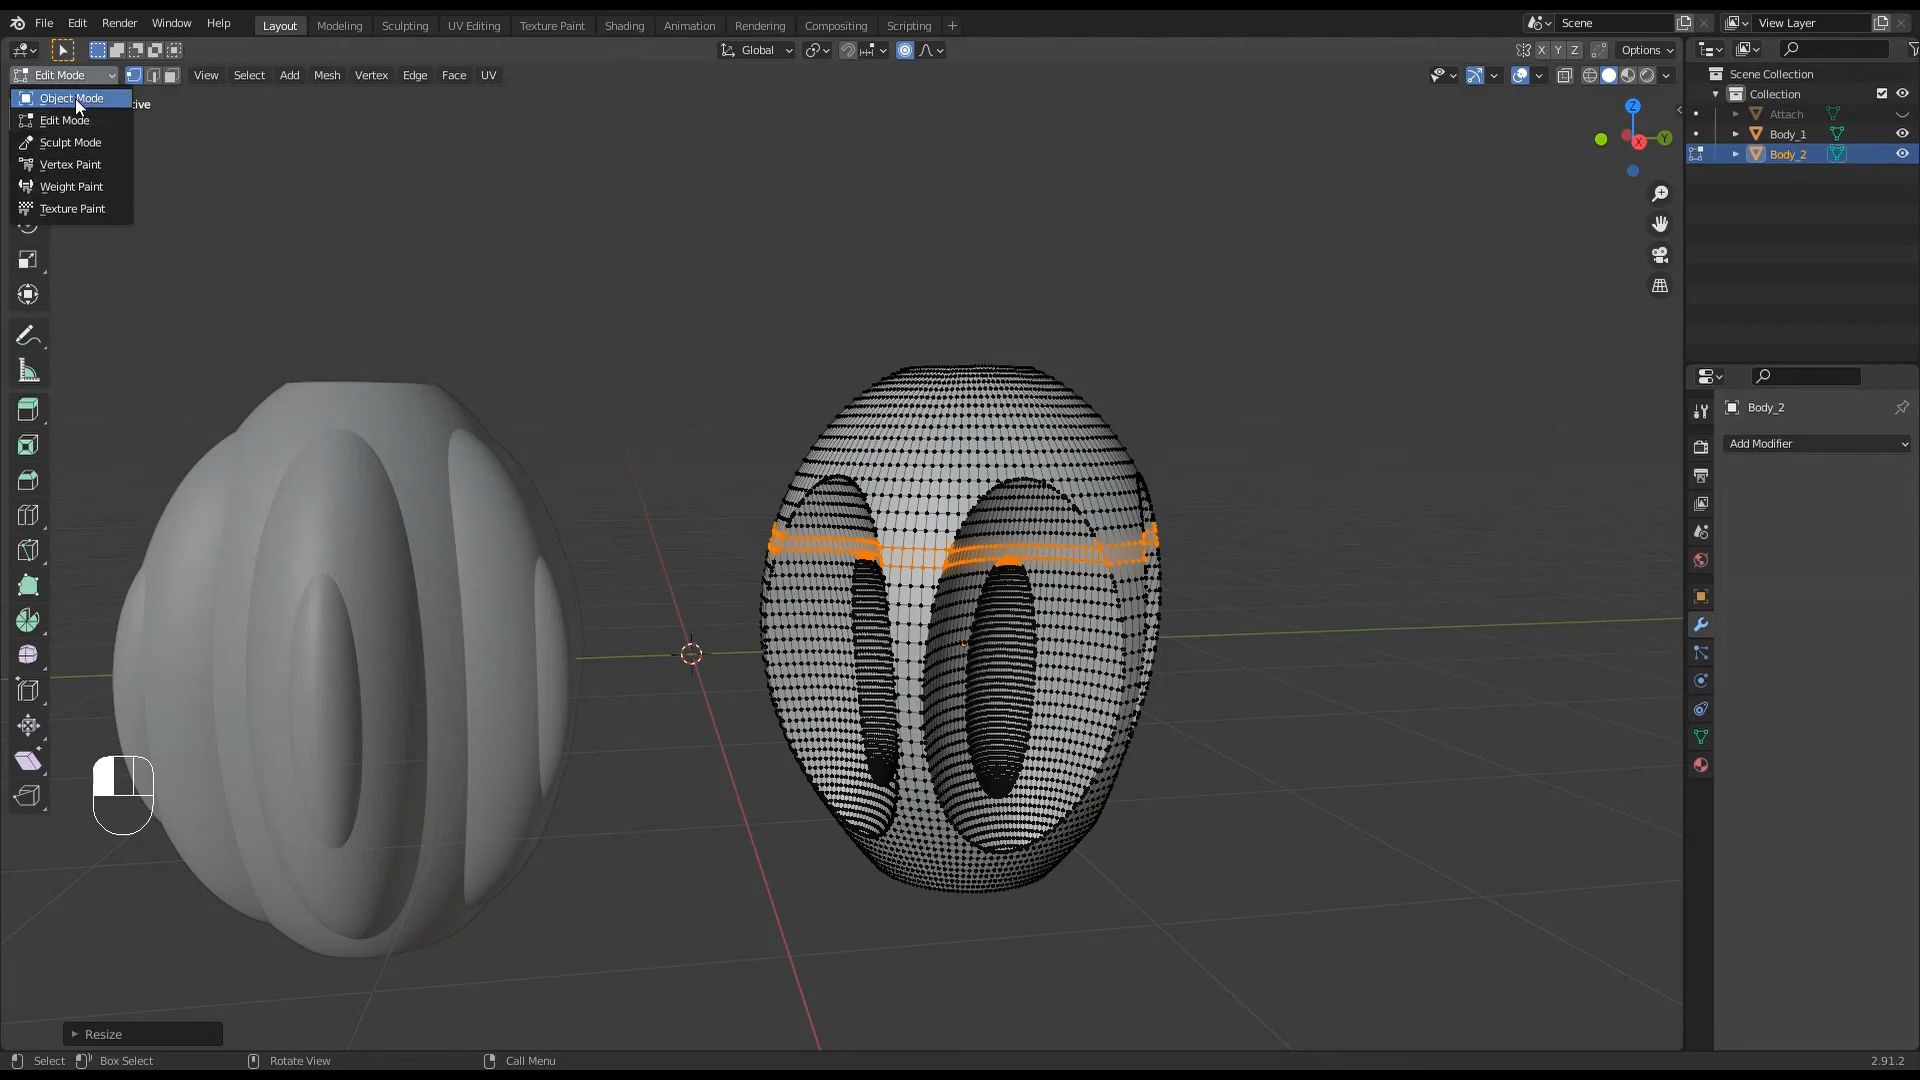 File Edit Render Window Help Layout Modeling Sculpting UV Editing Texture Paint Shading Animation Rendering Compositing Scripting + Scene View Layer
Global X Y Z Options
Edit Mode View Select Add Mesh Vertex Edge Face UV
Scene Collection
Collection
Attach
Body_1
Body_2
Object Mode
tive
Edit Mode
Sculpt Mode
Vertex Paint
Weight Paint
Texture Paint
Z
Y
X
Body_2
Add Modifier
Resize
Select Box Select Rotate View Call Menu 2.91.2